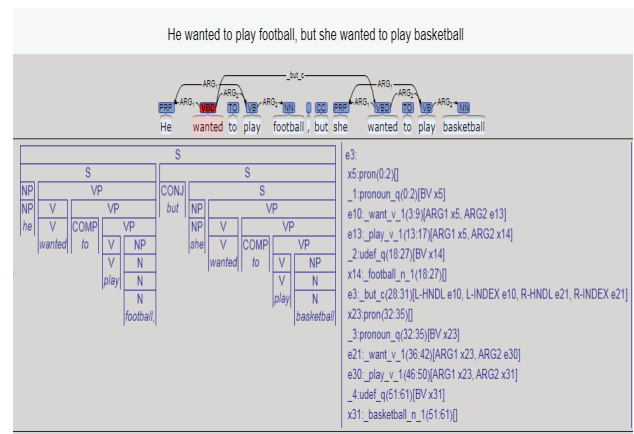 He wanted to play football, but she wanted to play basketball
_but_c
ARG1 ARG1
ARG2 ARG2
ARG1 ARG2 ARG1 ARG2
PRP VBD TO VB NN , CC PRP VBD TO VB NN
He wanted to play football , but she wanted to play basketball
S
S S
NP VP CONJ S
NP V VP but NP VP
he V COMP VP NP V VP
wanted to V NP she V COMP VP
V N wanted to V NP
play N V N
football, play N
basketball
e3:
x5:pron(0:2)[]
_1:pronoun_q(0:2)[BV x5]
e10:_want_v_1(3:9)[ARG1 x5, ARG2 e13]
e13:_play_v_1(13:17)[ARG1 x5, ARG2 x14]
_2:udef_q(18:27)[BV x14]
x14:_football_n_1(18:27)[]
e3:_but_c(28:31)[L-HNDL e10, L-INDEX e10, R-HNDL e21, R-INDEX e21]
x23:pron(32:35)[]
_3:pronoun_q(32:35)[BV x23]
e21:_want_v_1(36:42)[ARG1 x23, ARG2 e30]
e30:_play_v_1(46:50)[ARG1 x23, ARG2 x31]
_4:udef_q(51:61)[BV x31]
x31:_basketball_n_1(51:61)[]